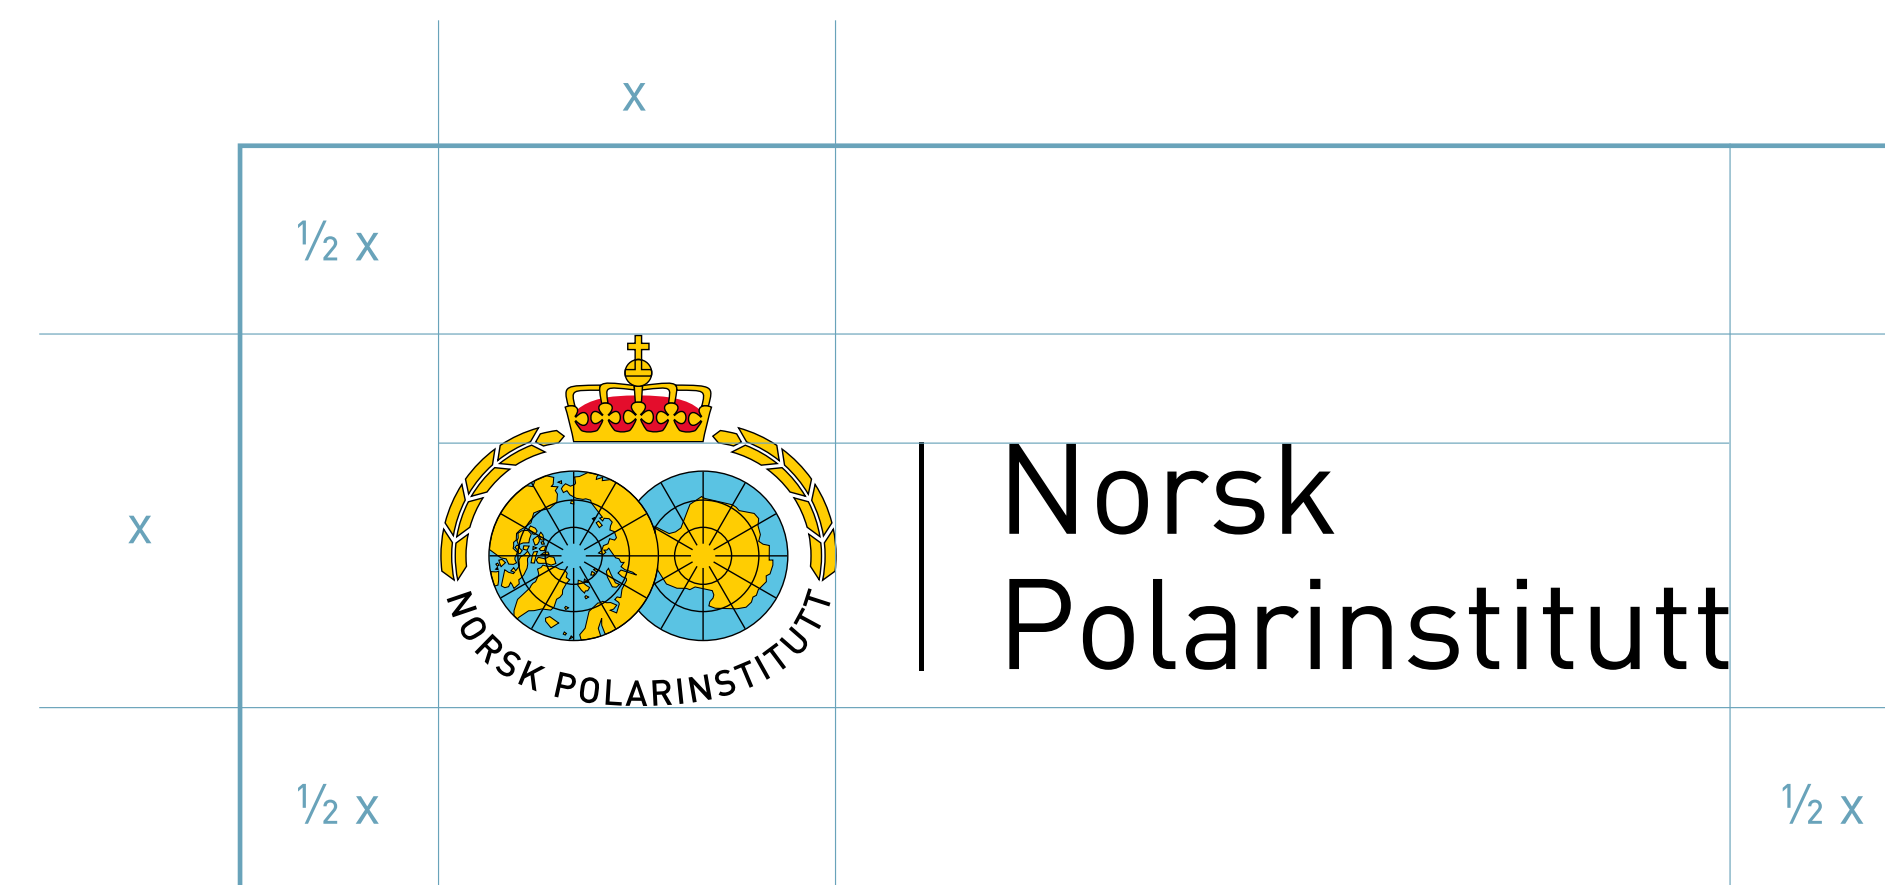 x
½ x
x
NORSK POLARINSTITUTT
Norsk
Polarinstitutt
½ x
½ x